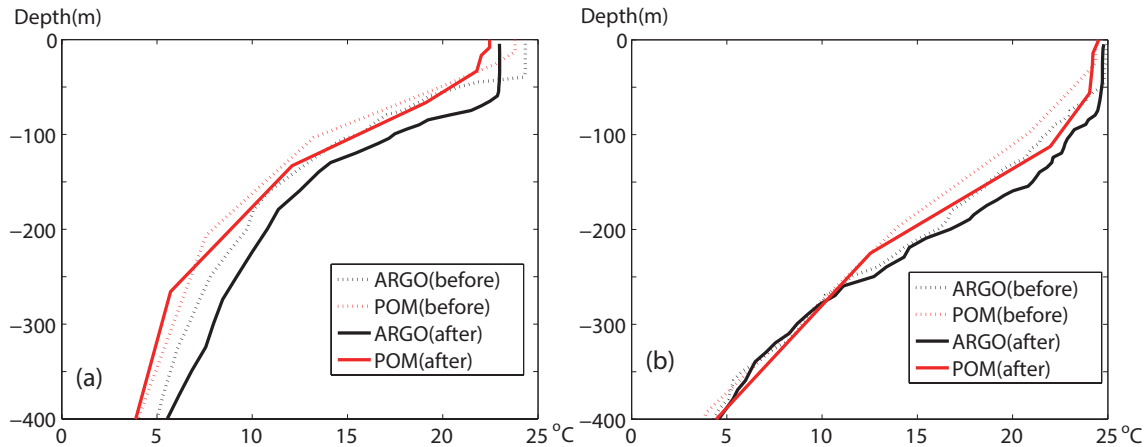 Depth(m)
0
−100
−200
−300
−400
0
5
10
15
20
25
°C
ARGO(before)
POM(before)
ARGO(after)
POM(after)
(a)
Depth(m)
0
−100
−200
−300
−400
0
5
10
15
20
25
°C
ARGO(before)
POM(before)
ARGO(after)
POM(after)
(b)